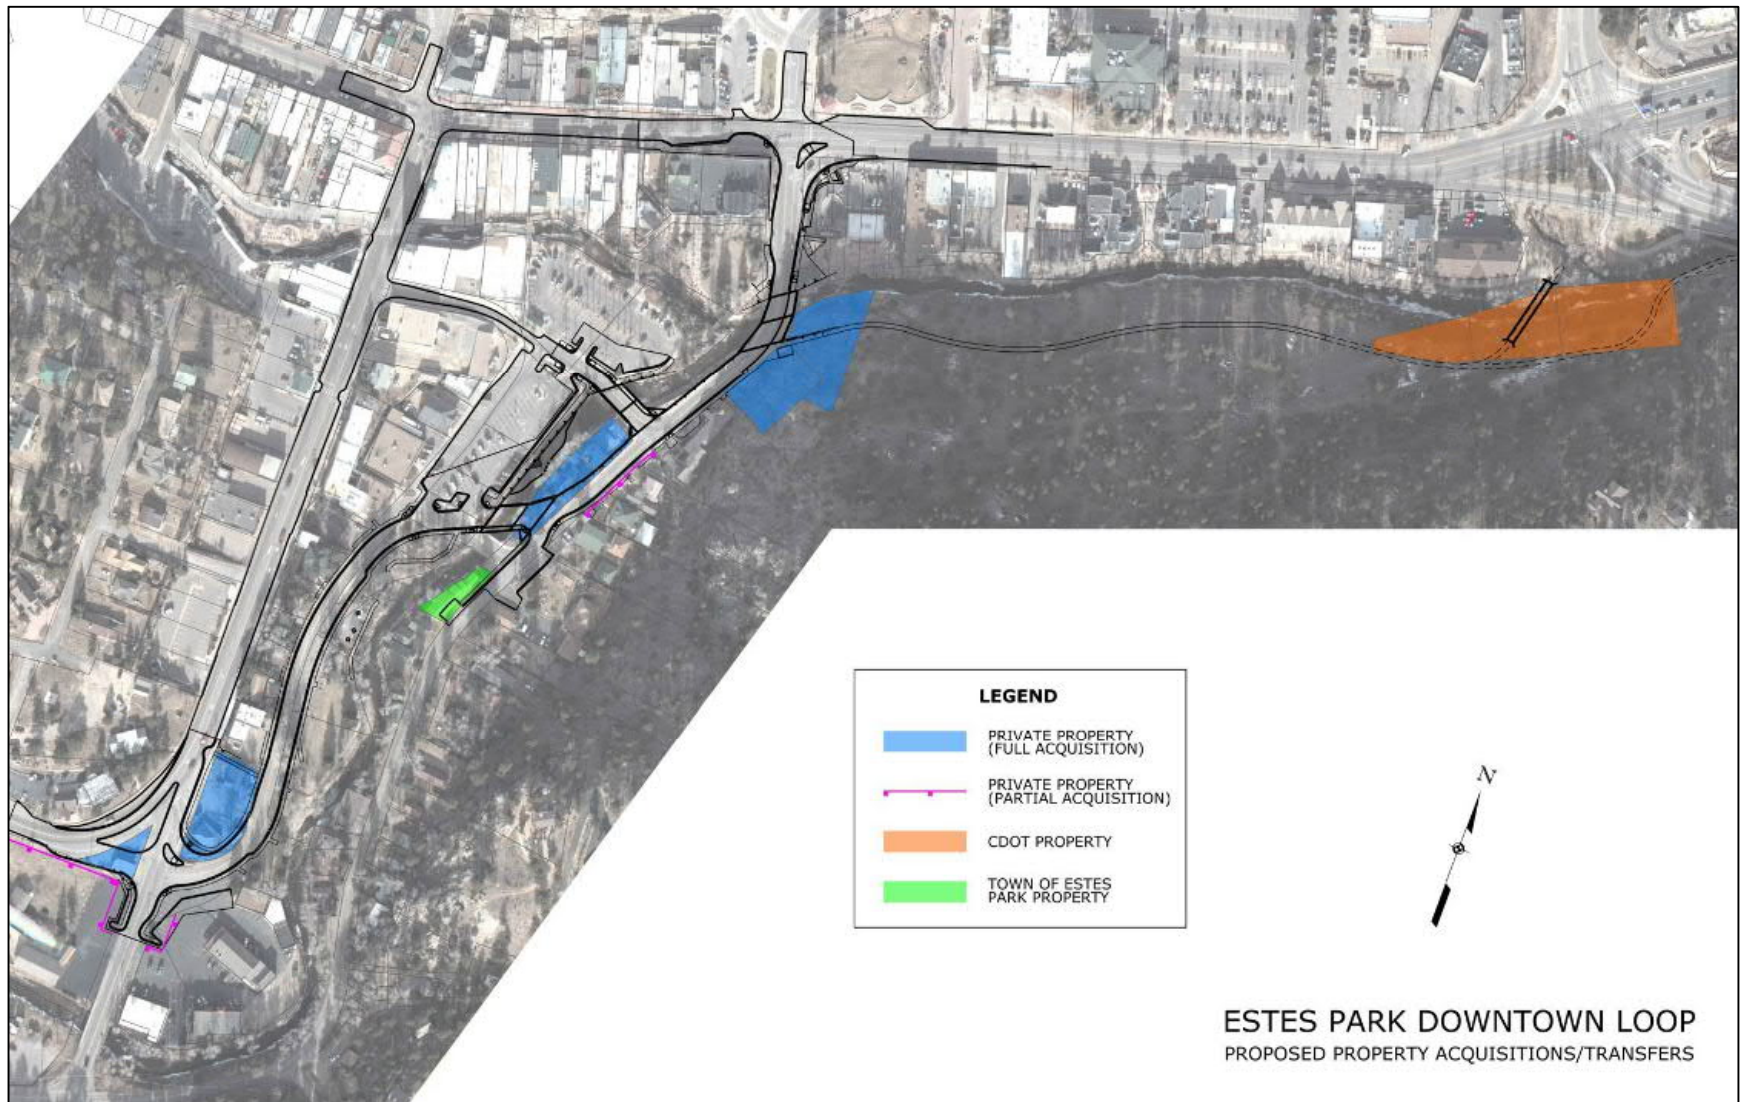 LEGEND
PRIVATE PROPERTY
(FULL ACQUISITION)
PRIVATE PROPERTY
(PARTIAL ACQUISITION)
CDOT PROPERTY
TOWN OF ESTES
PARK PROPERTY
N
ESTES PARK DOWNTOWN LOOP
PROPOSED PROPERTY ACQUISITIONS/TRANSFERS